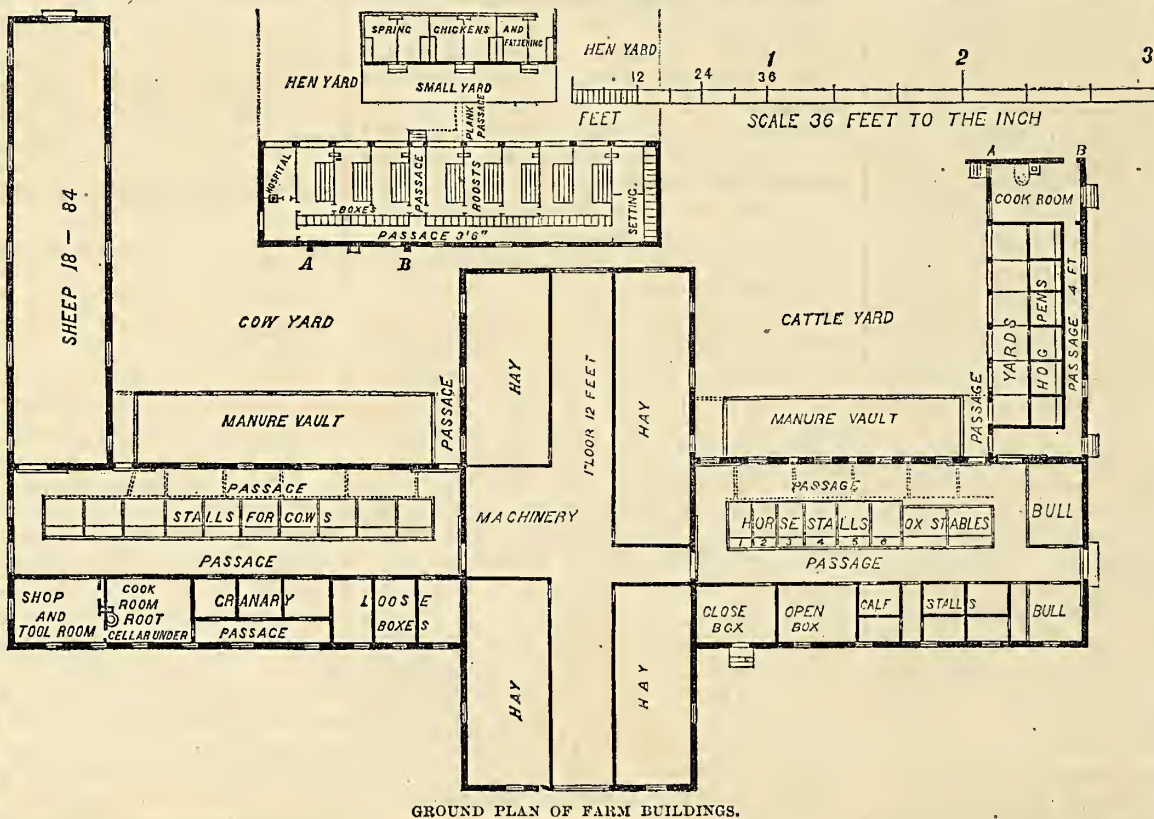 SPRING CHICKENS AND FATTENING
HEN YARD
HEN YARD
SMALL YARD
PLANK PASSAGE
12 24 36
1 2 3
FEET
SCALE 36 FEET TO THE INCH
HOSPITAL
BOXES
PASSAGE
ROOSTS
SETTING.
PASSAGE 3'6"
A B
A B
COOK ROOM
YARDS
HOG PENS
PASSAGE 4 FT
SHEEP 18 - 84
COW YARD
CATTLE YARD
HAY
FLOOR 12 FEET
HAY
MANURE VAULT
PASSAGE
MANURE VAULT
PASSAGE
PASSAGE
STALLS FOR COWS
PASSAGE
MACHINERY
PASSAGE
HORSE STALLS
1 2 3 4 5 6
OX STABLES
PASSAGE
BULL
SHOP
AND
TOOL ROOM
COOK
ROOM
ROOT
CELLAR UNDER
GRANARY
PASSAGE
LOOSE
BOXES
HAY
HAY
CLOSE
BOX
OPEN
BOX
CALF STALLS
BULL
GROUND PLAN OF FARM BUILDINGS.